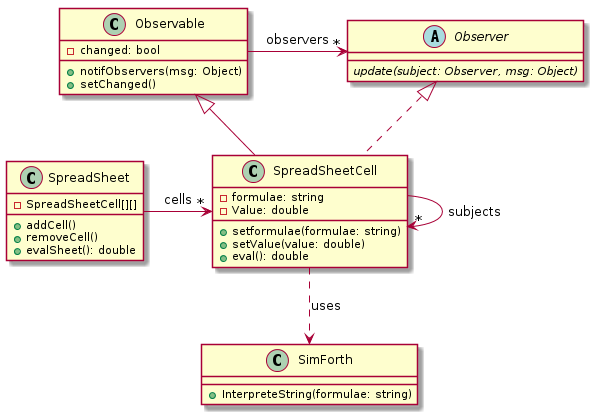 C Observable
changed: bool
notifObservers(msg: Object)
setChanged()
observers *
A Observer
update(subject: Observer, msg: Object)
C SpreadSheet
SpreadSheetCell[][]
addCell()
removeCell()
evalSheet(): double
cells *
C SpreadSheetCell
formulae: string
Value: double
setformulae(formulae: string)
setValue(value: double)
eval(): double
subjects
*
uses
C SimForth
InterpreteString(formulae: string)